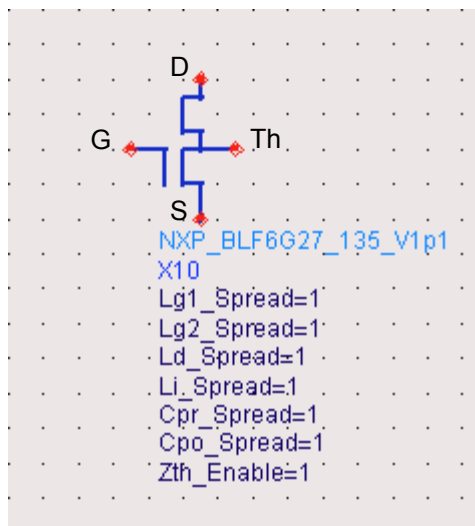 D
G
Th
S
NXP_BLF6G27_135_V1p1
X10
Lg1_Spread=1
Lg2_Spread=1
Ld_Spread=1
Li_Spread=1
Cpr_Spread=1
Cpo_Spread=1
Zth_Enable=1